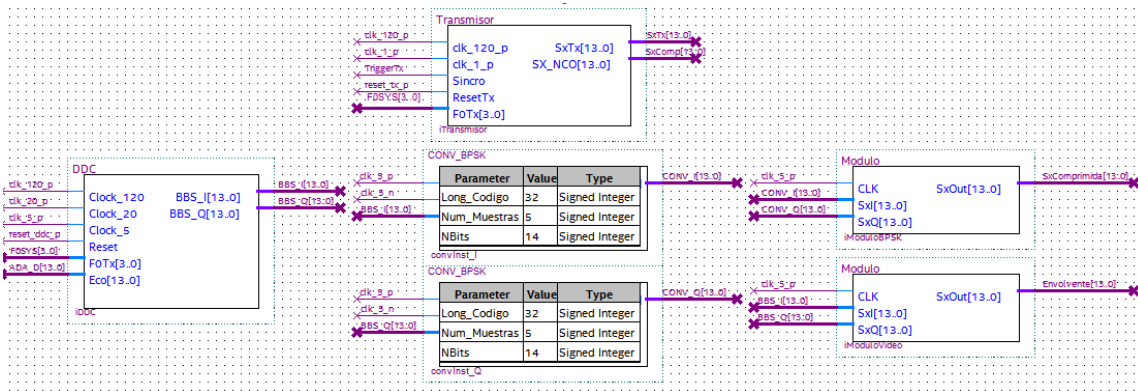 Transmisor
clk_120_p clk_120_p SxTx[13..0] SxTx[13..0]
clk_1_p clk_1_p SX_NCO[13..0] SxComp[13..0]
TriggerTx Sincro
reset_tx_p ResetTx
F0SYS[3..0] F0Tx[3..0]
iTransmisor
DDC
clk_120_p Clock_120 BBS_I[13..0] BBS_I[13..0]
clk_20_p Clock_20 BBS_Q[13..0] BBS_Q[13..0]
clk_5_p Clock_5
reset_ddc_p Reset
F0SYS[3..0] F0Tx[3..0]
ADA_D[13..0] Eco[13..0]
iDDC
CONV_BPSK
Parameter Value Type
Long_Codigo 32 Signed Integer
Num_Muestras 5 Signed Integer
NBits 14 Signed Integer
clk_5_p
clk_5_n
BBS_I[13..0]
CONV_I[13..0]
convInst_I
Modulo
clk_5_p CLK SxOut[13..0] SxComprimida[13..0]
CONV_I[13..0] SxI[13..0]
CONV_Q[13..0] SxQ[13..0]
iModuloBPSK
CONV_BPSK
Parameter Value Type
Long_Codigo 32 Signed Integer
Num_Muestras 5 Signed Integer
NBits 14 Signed Integer
clk_5_p
clk_5_n
BBS_Q[13..0]
CONV_Q[13..0]
convInst_Q
Modulo
clk_5_p CLK SxOut[13..0] Envolvente[13..0]
BBS_I[13..0] SxI[13..0]
BBS_Q[13..0] SxQ[13..0]
iModuloVideo